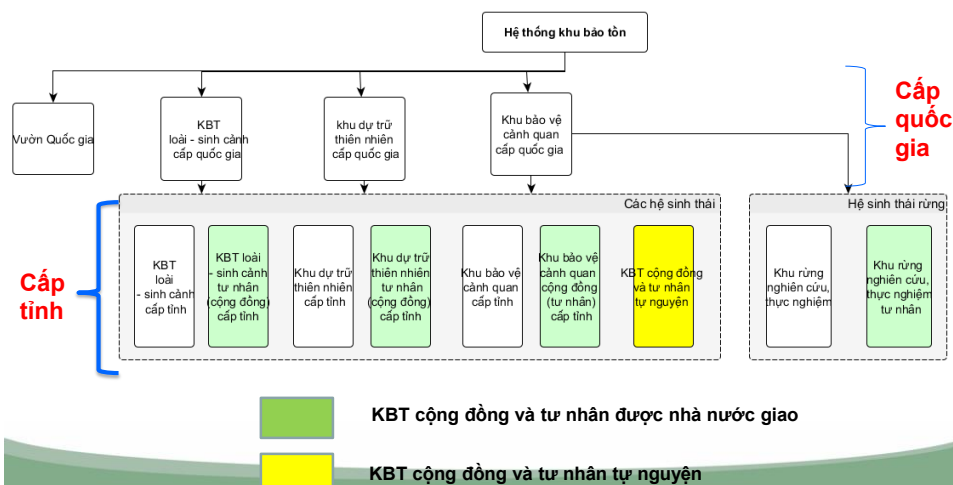 Hệ thống khu bảo tồn
Vườn Quốc gia
KBT
loài - sinh cảnh
cấp quốc gia
khu dự trữ
thiên nhiên
cấp quốc gia
Khu bảo vệ
cảnh quan
cấp quốc gia
Cấp
quốc
gia
Cấp
tỉnh
Các hệ sinh thái
KBT
loài
- sinh cảnh
cấp tỉnh
KBT loài
- sinh cảnh
tư nhân
(cộng đồng)
cấp tỉnh
Khu dự trữ
thiên nhiên
cấp tỉnh
Khu dự trữ
thiên nhiên
tư nhân
(cộng đồng)
cấp tỉnh
Khu bảo vệ
cảnh quan
cấp tỉnh
Khu bảo vệ
cảnh quan
cộng đồng
(tư nhân)
cấp tỉnh
KBT cộng đồng
và tư nhân
tự nguyện
Hệ sinh thái rừng
Khu rừng
nghiên cứu,
thực nghiệm
Khu rừng
nghiên cứu,
thực nghiệm
tư nhân
KBT cộng đồng và tư nhân được nhà nước giao
KBT cộng đồng và tư nhân tự nguyện